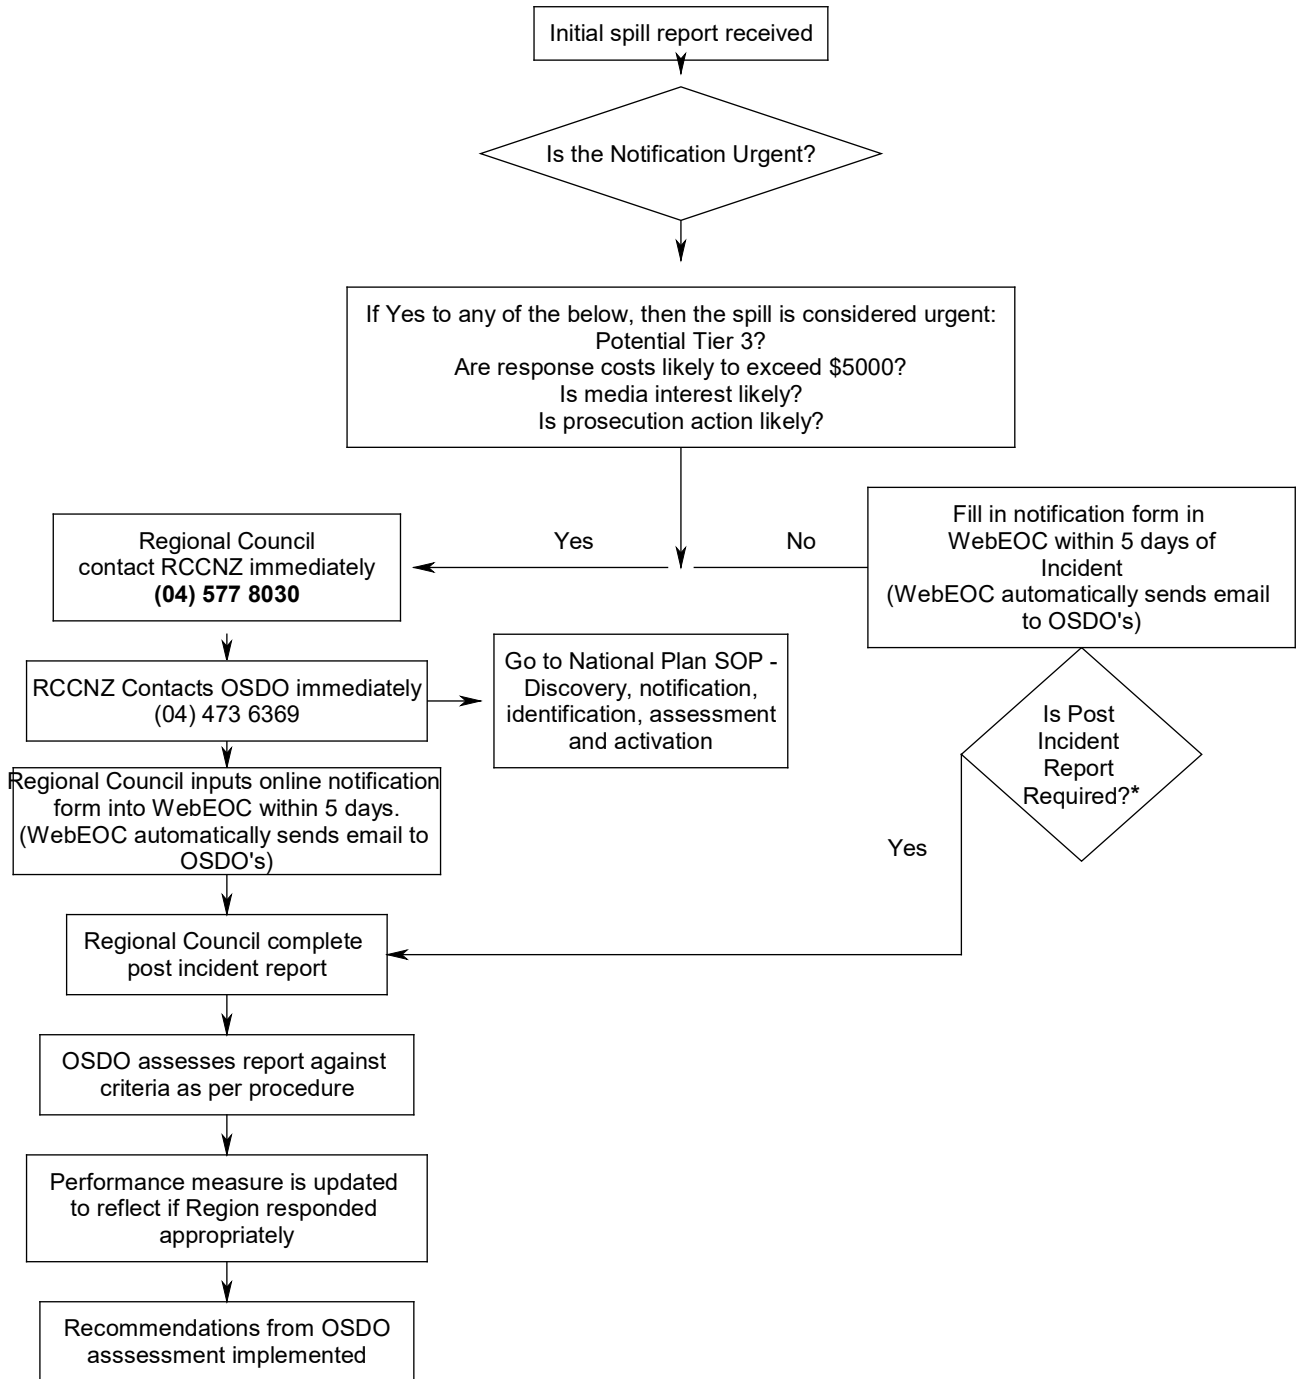 Initial spill report received
Is the Notification Urgent?
If Yes to any of the below, then the spill is considered urgent:
Potential Tier 3?
Are response costs likely to exceed $5000?
Is media interest likely?
Is prosecution action likely?
Yes
No
Regional Council
contact RCCNZ immediately
(04) 577 8030
Fill in notification form in
WebEOC within 5 days of
Incident
(WebEOC automatically sends email
to OSDO's)
RCCNZ Contacts OSDO immediately
(04) 473 6369
Go to National Plan SOP -
Discovery, notification,
identification, assessment
and activation
Is Post
Incident
Report
Required?*
Yes
Regional Council inputs online notification
form into WebEOC within 5 days.
(WebEOC automatically sends email to
OSDO's)
Regional Council complete
post incident report
OSDO assesses report against
criteria as per procedure
Performance measure is updated
to reflect if Region responded
appropriately
Recommendations from OSDO
asssessment implemented